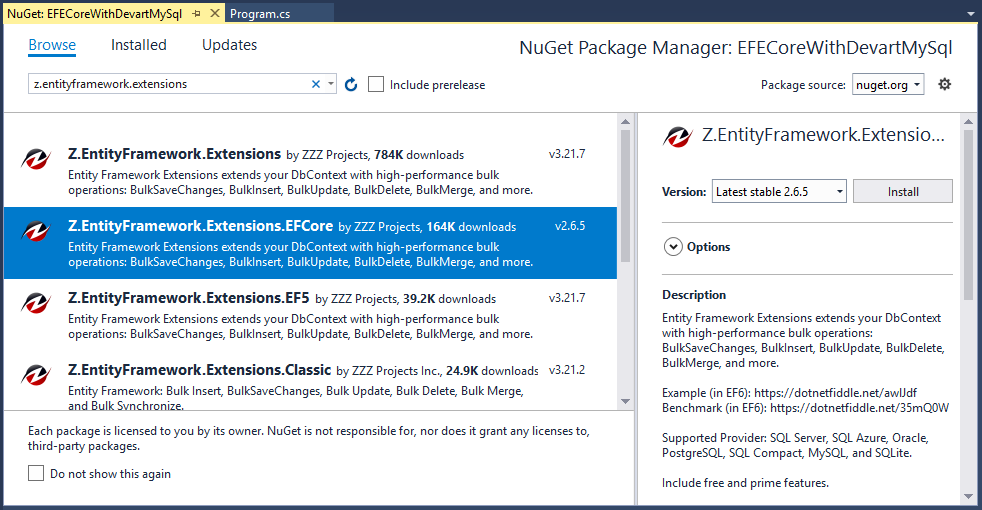 NuGet: EFECoreWithDevartMySql
Program.cs
Browse
Installed
Updates
NuGet Package Manager: EFECoreWithDevartMySql
z.entityframework.extensions
Include prerelease
Package source:
nuget.org
Z.EntityFramework.Extensions by ZZZ Projects, 784K downloads
v3.21.7
Entity Framework Extensions extends your DbContext with high-performance bulk
operations: BulkSaveChanges, BulkInsert, BulkUpdate, BulkDelete, BulkMerge, and more.
Z.EntityFramework.Extensions.EFCore by ZZZ Projects, 164K downloads
v2.6.5
Entity Framework Extensions extends your DbContext with high-performance bulk
operations: BulkSaveChanges, BulkInsert, BulkUpdate, BulkDelete, BulkMerge, and more.
Z.EntityFramework.Extensions.EF5 by ZZZ Projects, 39.2K downloads
v3.21.7
Entity Framework Extensions extends your DbContext with high-performance bulk
operations: BulkSaveChanges, BulkInsert, BulkUpdate, BulkDelete, BulkMerge, and more.
Z.EntityFramework.Extensions.Classic by ZZZ Projects Inc., 24.9K downloads
v3.21.2
Entity Framework: Bulk Insert, BulkSaveChanges, Bulk Update, Bulk Delete, Bulk Merge,
and Bulk Synchronize.
Each package is licensed to you by its owner. NuGet is not responsible for, nor does it grant any licenses to,
third-party packages.
Do not show this again
Z.EntityFramework.Extensio...
Version:
Latest stable 2.6.5
Install
Options
Description
Entity Framework Extensions extends your DbContext
with high-performance bulk operations:
BulkSaveChanges, BulkInsert, BulkUpdate, BulkDelete,
BulkMerge, and more.
Example (in EF6): https://dotnetfiddle.net/awlJdf
Benchmark (in EF6): https://dotnetfiddle.net/35mQ0W
Supported Provider: SQL Server, SQL Azure, Oracle,
PostgreSQL, SQL Compact, MySQL, and SQLite.
Include free and prime features.